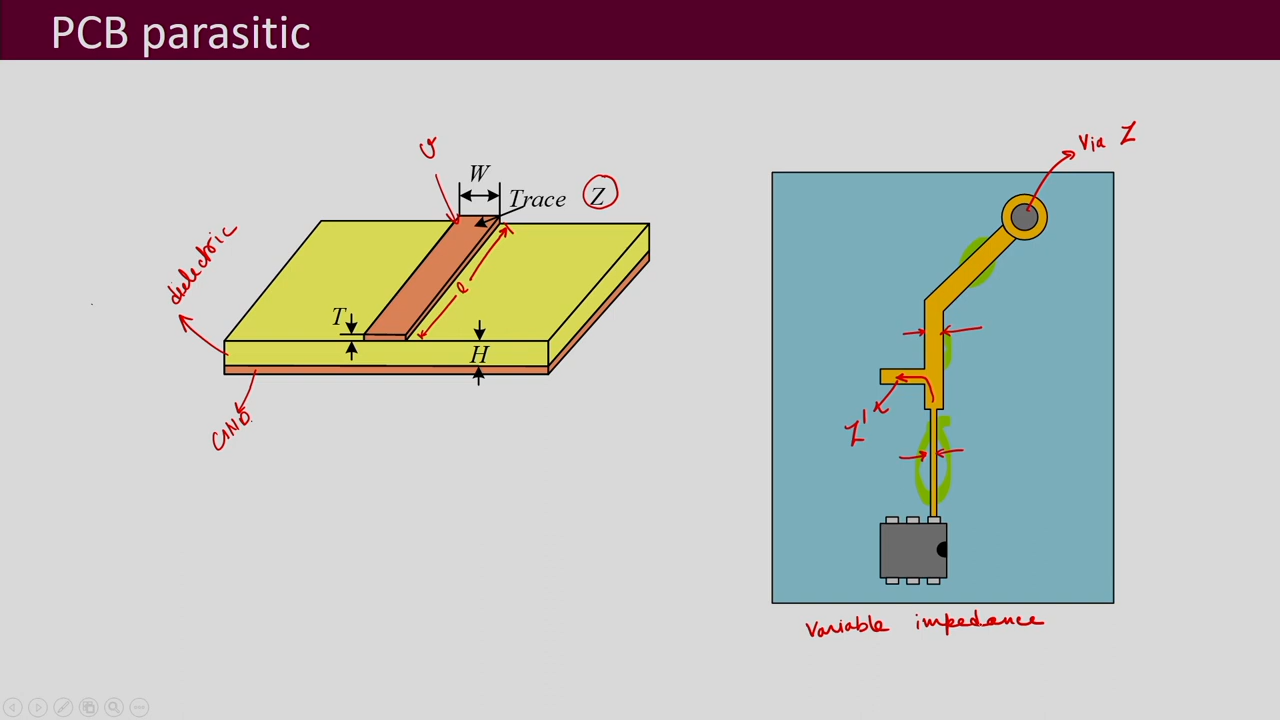 PCB parasitic
W
Trace Z
T
H
l
dielectric
GND
Via Z
Z'
Variable impedance